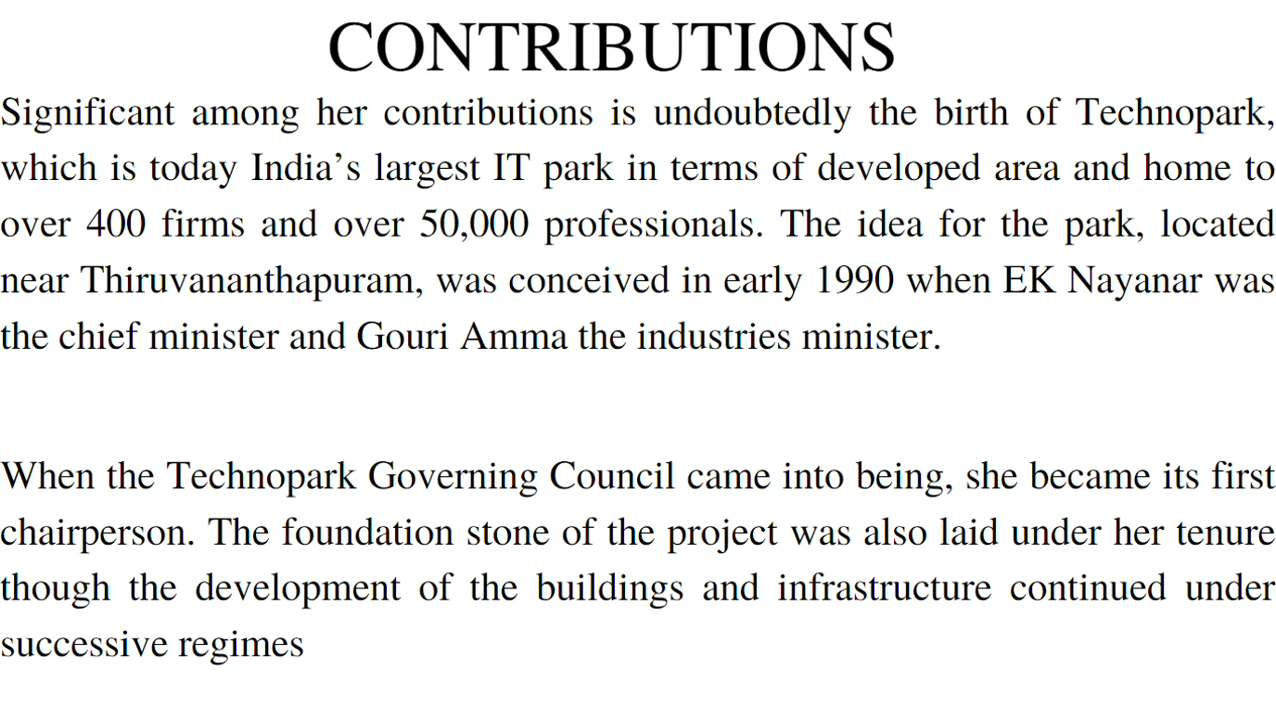 CONTRIBUTIONS
Significant among her contributions is undoubtedly the birth of Technopark,
which is today India’s largest IT park in terms of developed area and home to
over 400 firms and over 50,000 professionals. The idea for the park, located
near Thiruvananthapuram, was conceived in early 1990 when EK Nayanar was
the chief minister and Gouri Amma the industries minister.
When the Technopark Governing Council came into being, she became its first
chairperson. The foundation stone of the project was also laid under her tenure
though the development of the buildings and infrastructure continued under
successive regimes